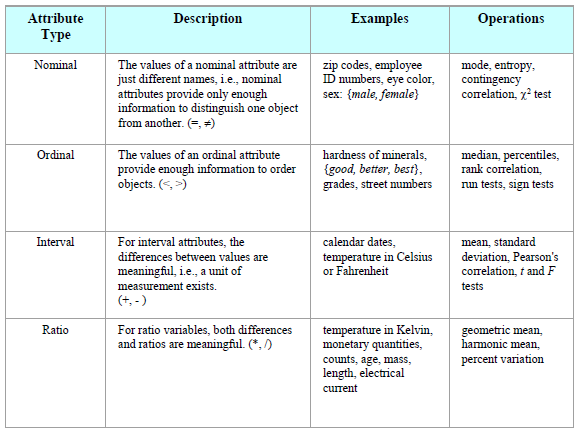 Attribute Type
Description
Examples
Operations
Nominal
The values of a nominal attribute are
just different names, i.e., nominal
attributes provide only enough
information to distinguish one object
from another. (=, ≠)
zip codes, employee
ID numbers, eye color,
sex: {male, female}
mode, entropy,
contingency
correlation, χ² test
Ordinal
The values of an ordinal attribute
provide enough information to order
objects. (<, >)
hardness of minerals,
{good, better, best},
grades, street numbers
median, percentiles,
rank correlation,
run tests, sign tests
Interval
For interval attributes, the
differences between values are
meaningful, i.e., a unit of
measurement exists.
(+, - )
calendar dates,
temperature in Celsius
or Fahrenheit
mean, standard
deviation, Pearson's
correlation, t and F
tests
Ratio
For ratio variables, both differences
and ratios are meaningful. (*, /)
temperature in Kelvin,
monetary quantities,
counts, age, mass,
length, electrical
current
geometric mean,
harmonic mean,
percent variation